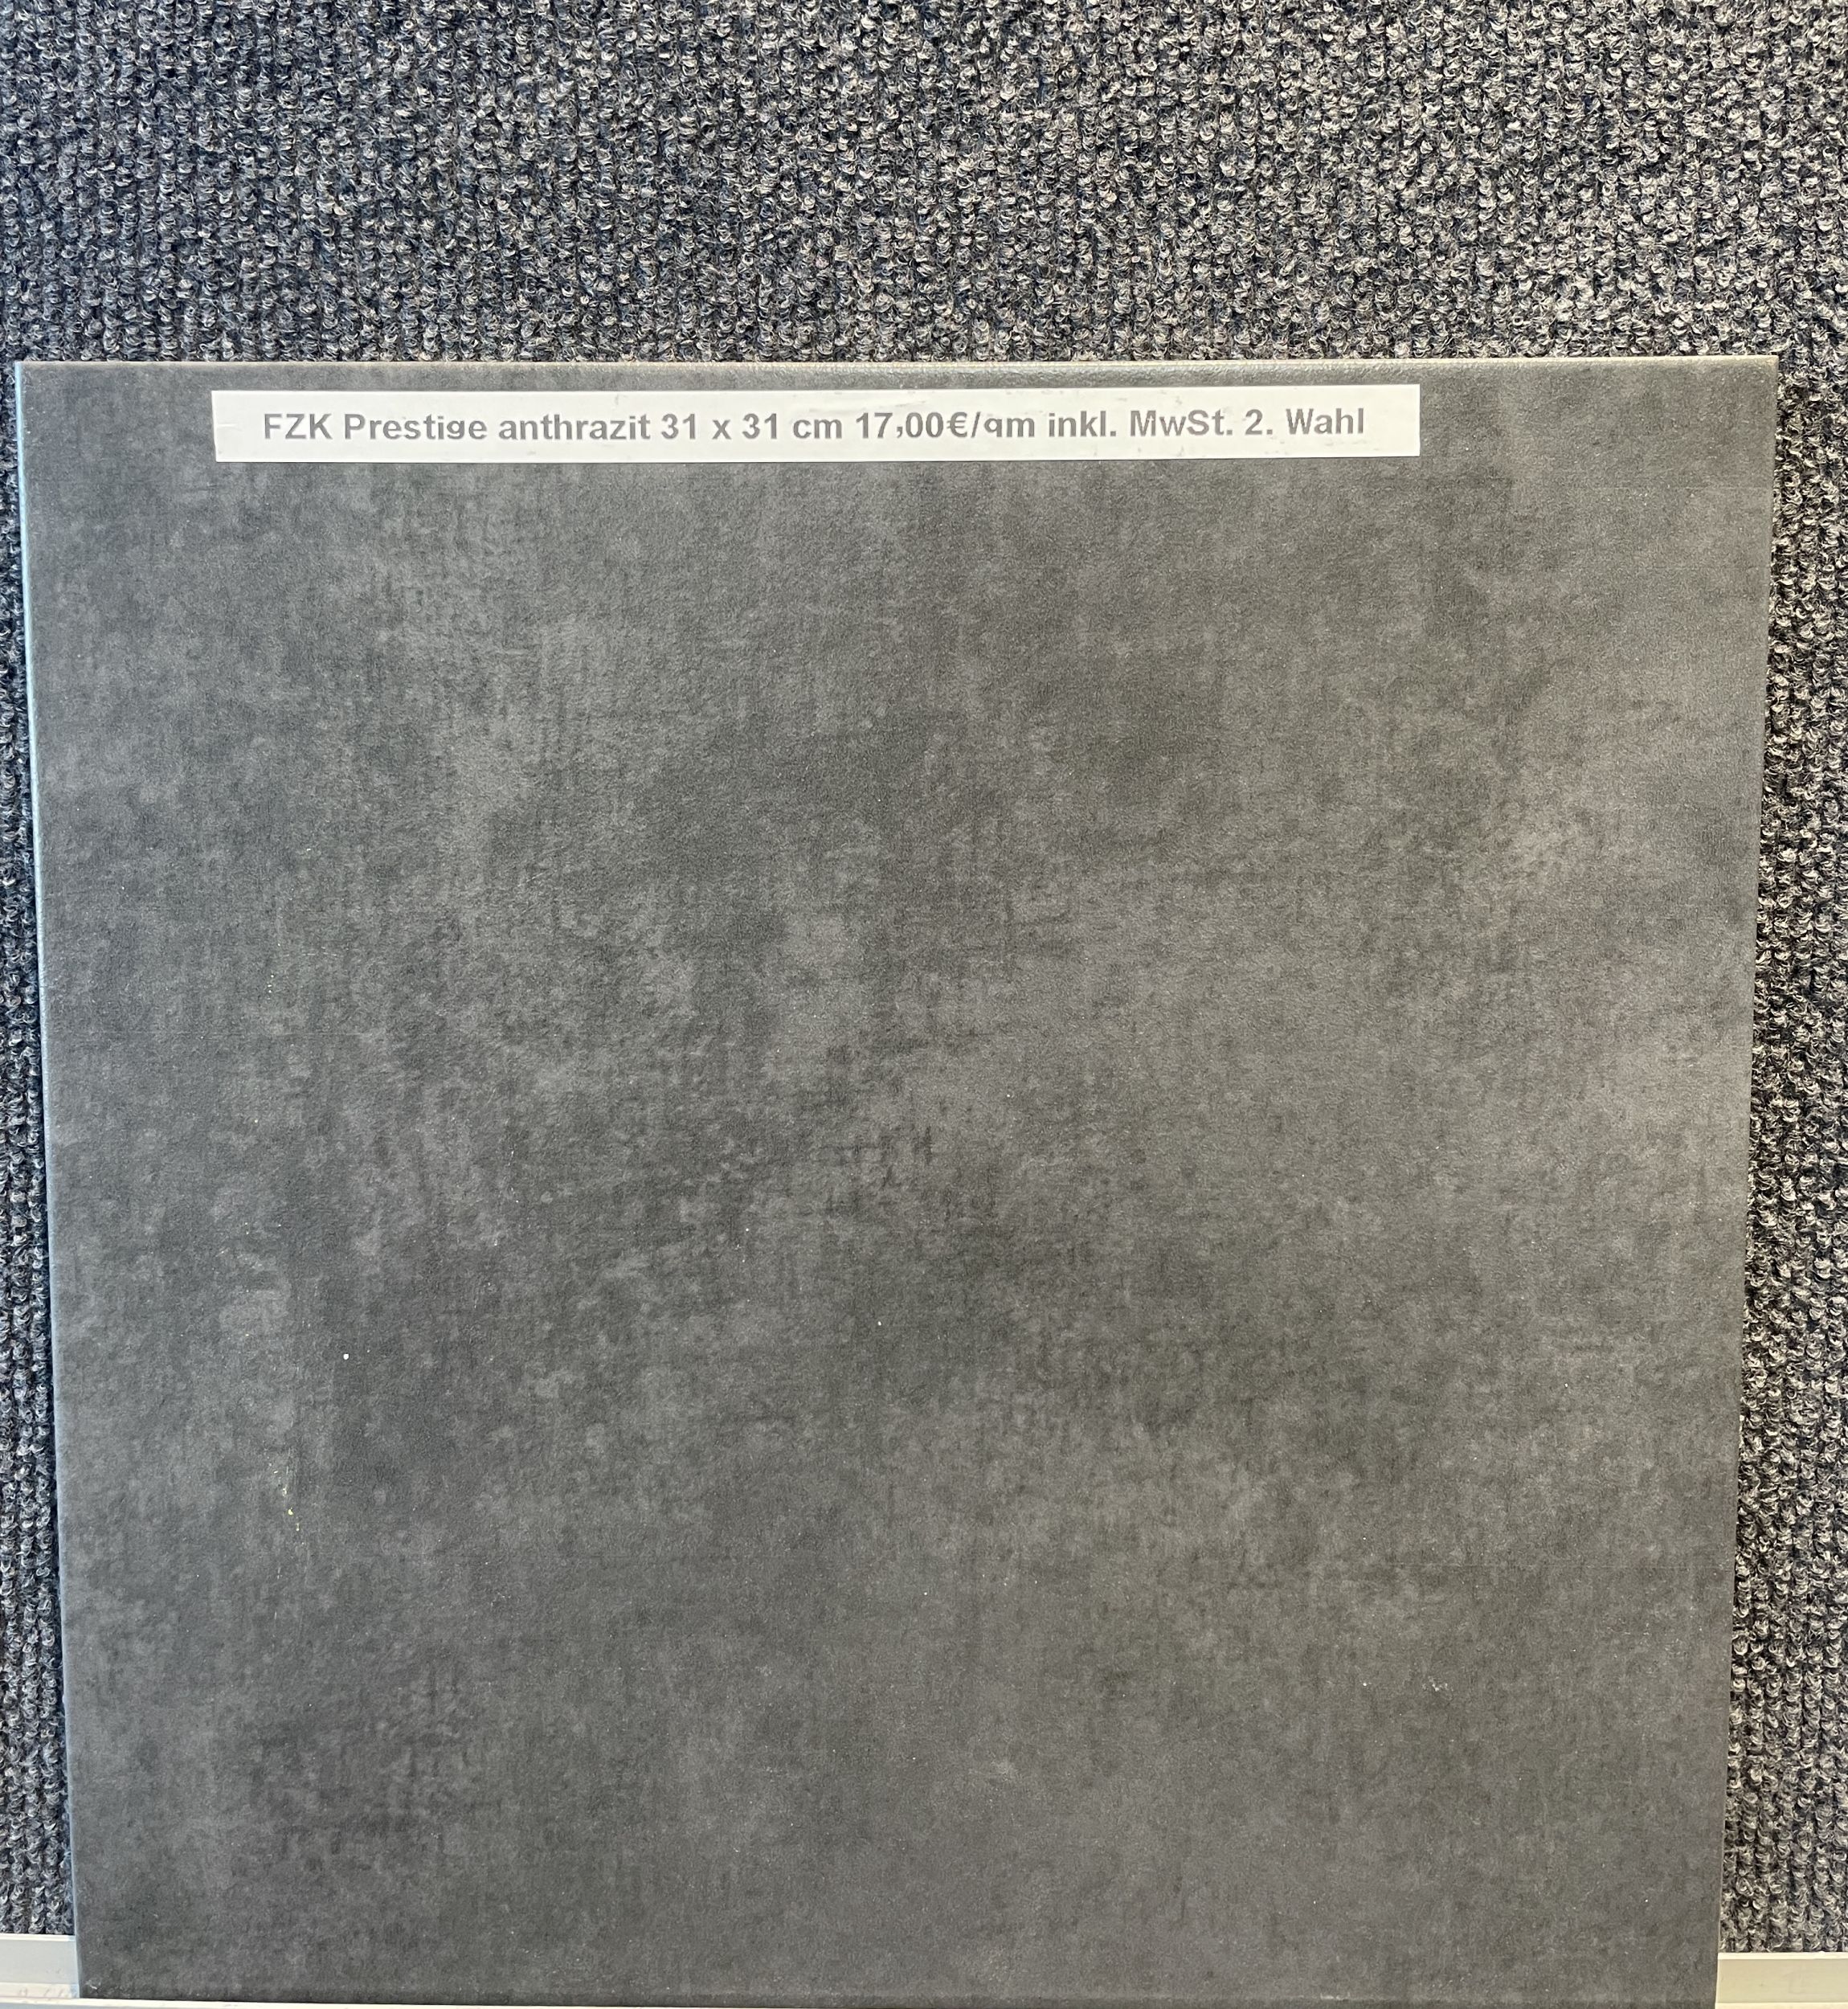 FZK Prestige anthrazit 31 x 31 cm 17,00€/qm inkl. MwSt. 2. Wahl